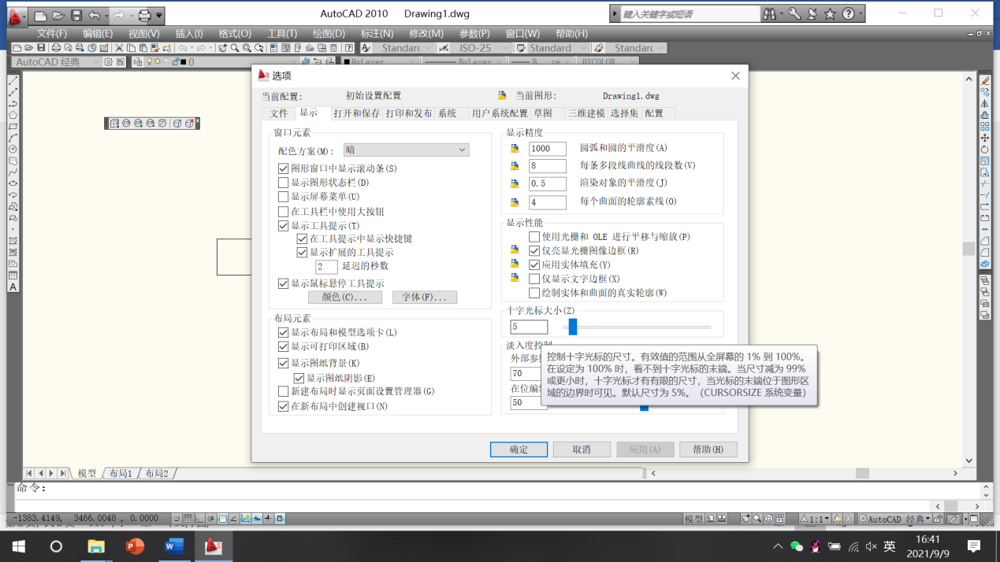 AutoCAD 2010 Drawing1.dwg
键入关键字或短语
文件(F) 编辑(E) 视图(V) 插入(I) 格式(O) 工具(T) 绘图(D) 标注(N) 修改(M) 参数(P) 窗口(W) 帮助(H)
Standard ISO-25 Standard Standard
AutoCAD 经典 0 ByLayer ByLayer BYCOLOR
选项
当前配置: 初始设置配置 当前图形: Drawing1.dwg
文件 显示 打开和保存 打印和发布 系统 用户系统配置 草图 三维建模 选择集 配置
窗口元素
配色方案(M): 暗
图形窗口中显示滚动条(S)
显示图形状态栏(D)
显示屏幕菜单(U)
在工具栏中使用大按钮
显示工具提示(T)
在工具提示中显示快捷键
显示扩展的工具提示
2 延迟的秒数
显示鼠标悬停工具提示
颜色(C)... 字体(F)...
布局元素
显示布局和模型选项卡(L)
显示可打印区域(B)
显示图纸背景(K)
显示图纸阴影(E)
新建布局时显示页面设置管理器(G)
在新布局中创建视口(N)
显示精度
1000 圆弧和圆的平滑度(A)
8 每条多段线曲线的线段数(V)
0.5 渲染对象的平滑度(J)
4 每个曲面的轮廓素线(O)
显示性能
使用光栅和 OLE 进行平移与缩放(P)
仅亮显光栅图像边框(R)
应用实体填充(Y)
仅显示文字边框(X)
绘制实体和曲面的真实轮廓(W)
十字光标大小(Z)
5
淡入度控制
外部参
70
在位编
50
控制十字光标的尺寸。有效值的范围从全屏幕的 1% 到 100%。
在设定为 100% 时，看不到十字光标的末端。当尺寸减为 99%
或更小时，十字光标才有有限的尺寸，当光标的末端位于图形区
域的边界时可见。默认尺寸为 5%。（CURSORSIZE 系统变量）
确定 取消 应用(A) 帮助(H)
模型 布局1 布局2
命令:
A
-1383.4149, 3466.0048 , 0.0000 模型 1:1 AutoCAD 经典
英 16:41
2021/9/9